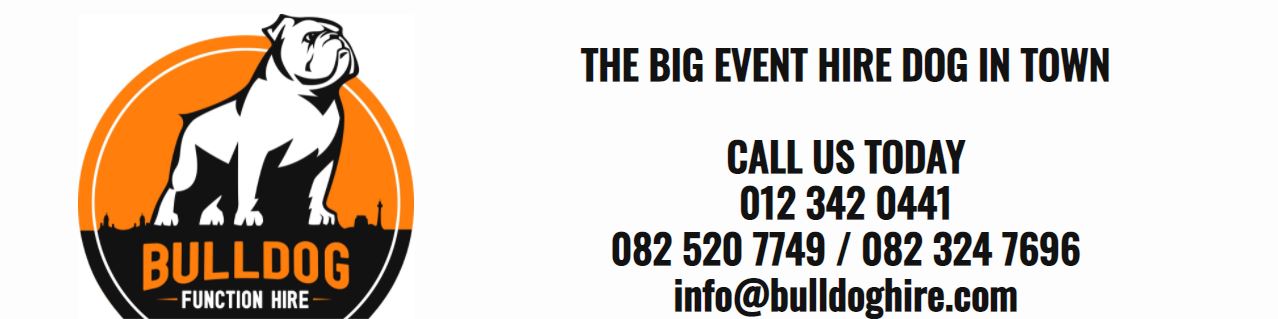 THE BIG EVENT HIRE DOG IN TOWN
CALL US TODAY
012 342 0441
082 520 7749 / 082 324 7696
info@bulldoghire.com
BULLDOG
FUNCTION HIRE